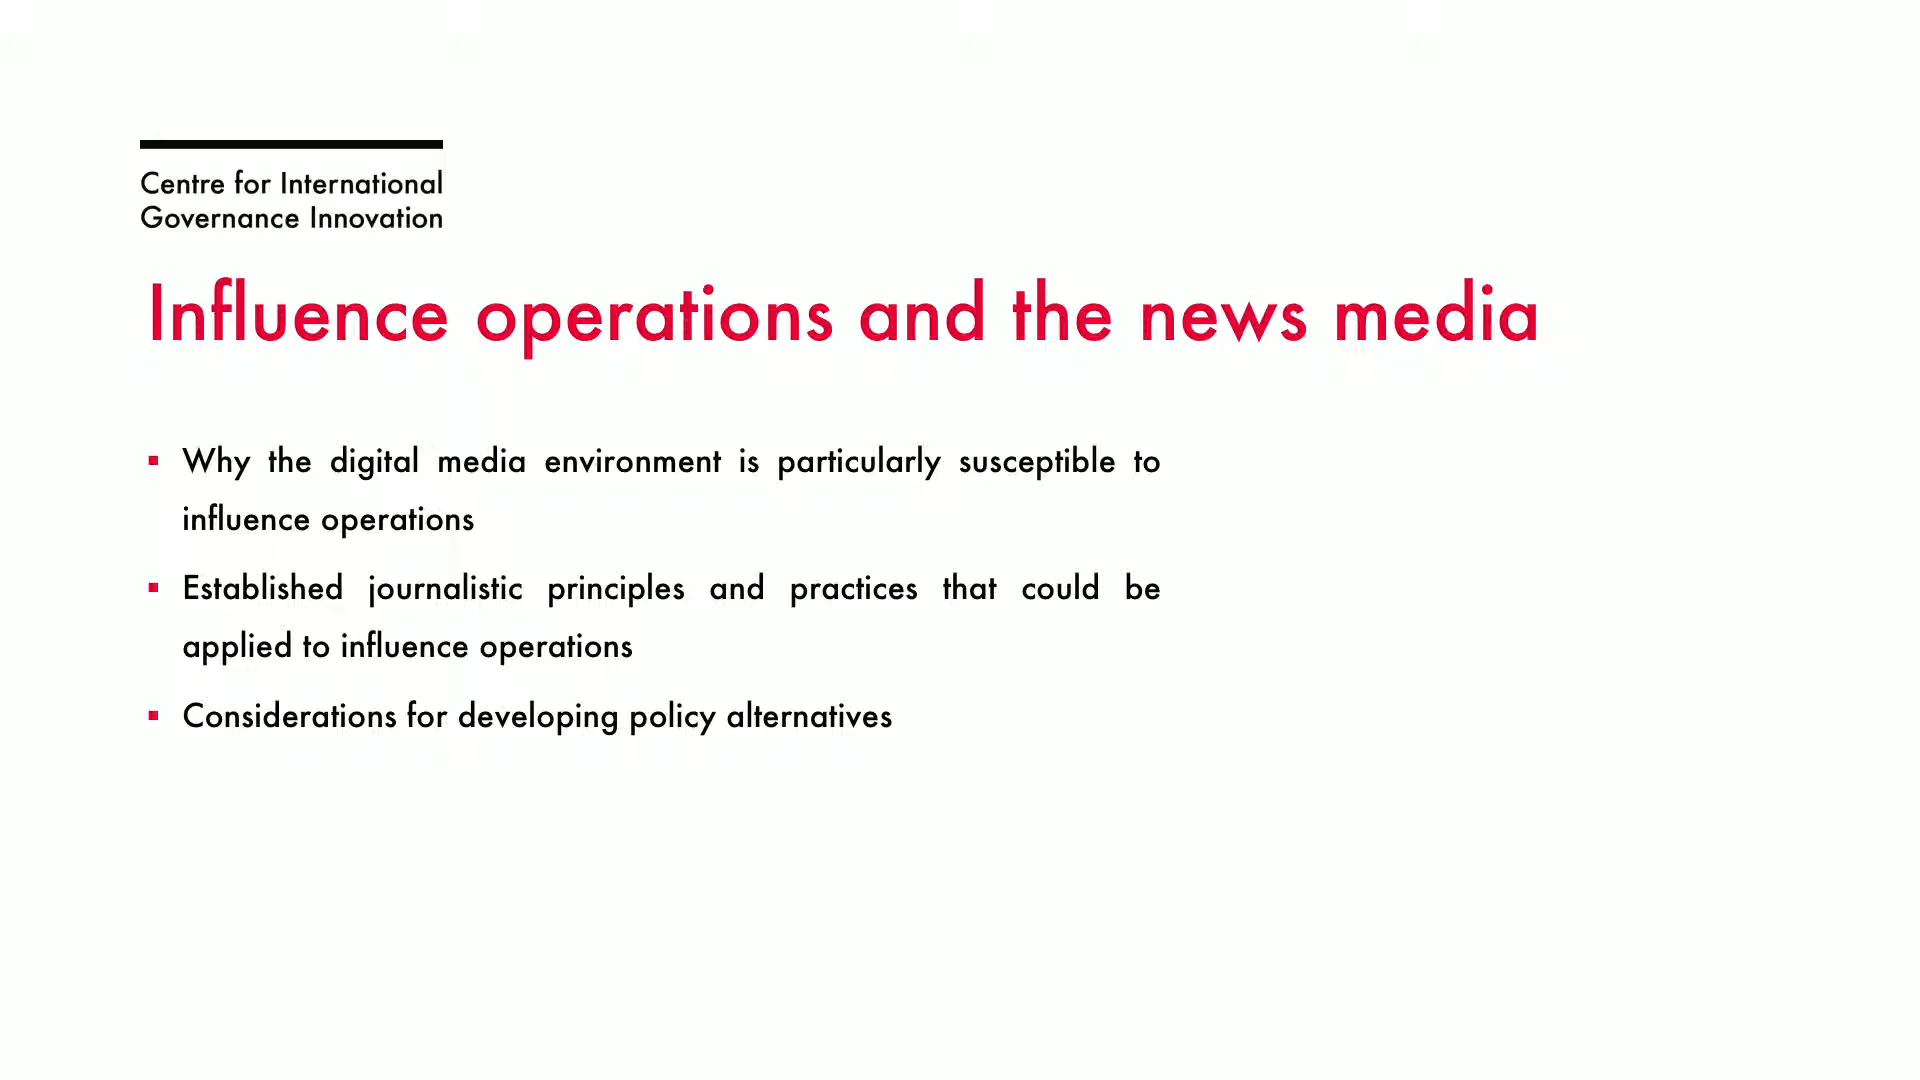 Centre for International
Governance Innovation
Influence operations and the news media
▪ Why the digital media environment is particularly susceptible to
influence operations
▪ Established journalistic principles and practices that could be
applied to influence operations
▪ Considerations for developing policy alternatives